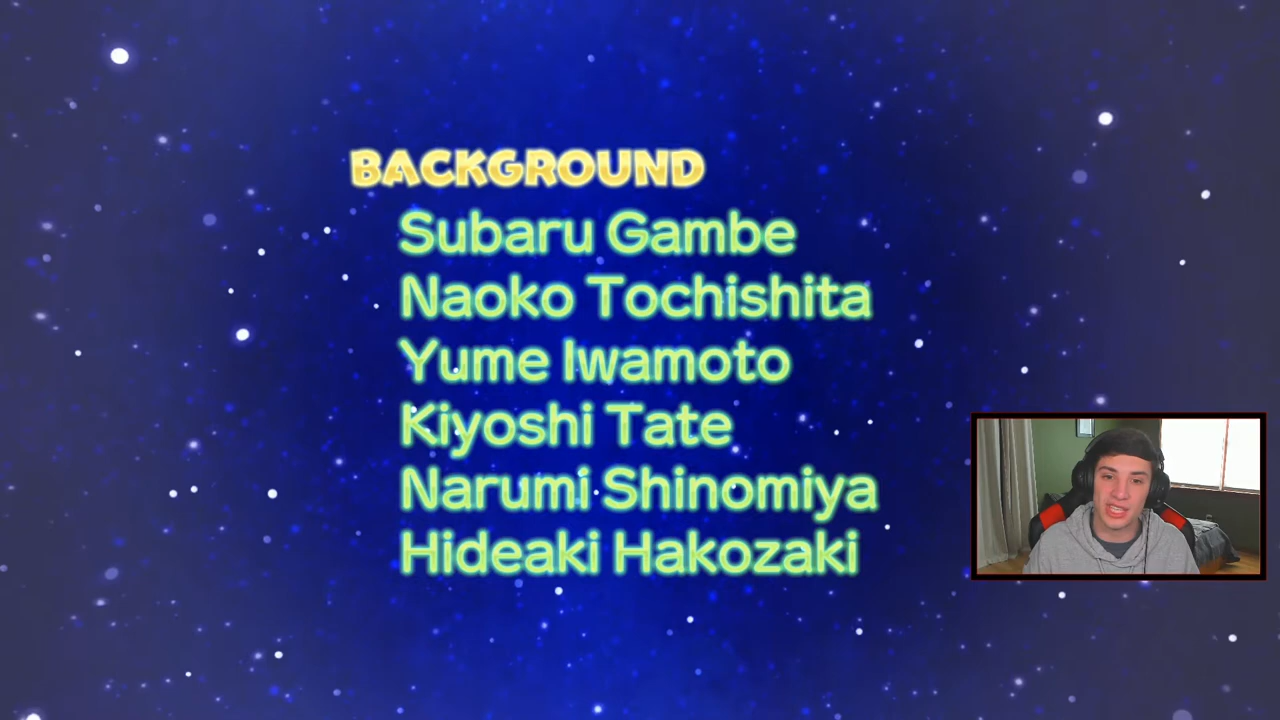 BACKGROUND
Subaru Gambe
Naoko Tochishita
Yume Iwamoto
Kiyoshi Tate
Narumi Shinomiya
Hideaki Hakozaki